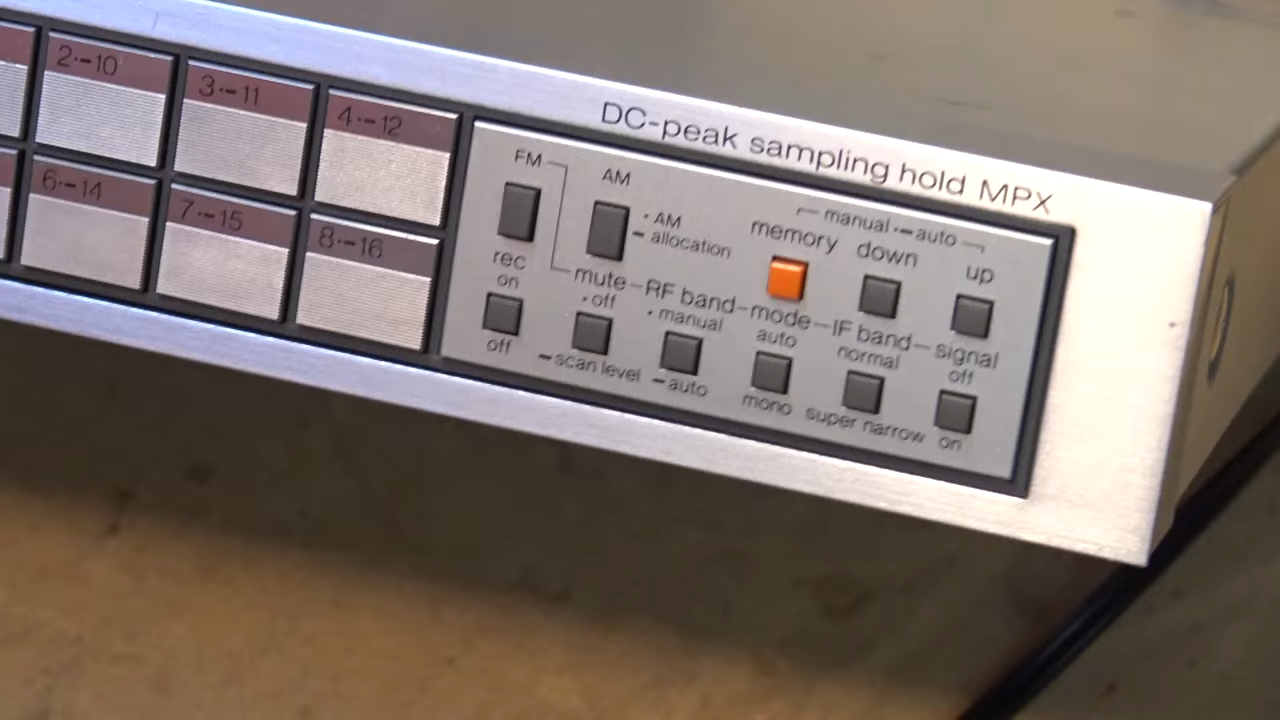 DC-peak sampling hold MPX
2·–10
3·–11
4·–12
6·–14
7·–15
8·–16
FM
AM
· AM
– allocation
manual ·– auto
memory
down
up
rec
mute – RF band – mode – IF band – signal
on
· off
· manual
auto
normal
off
off
– scan level
– auto
mono
super narrow
on